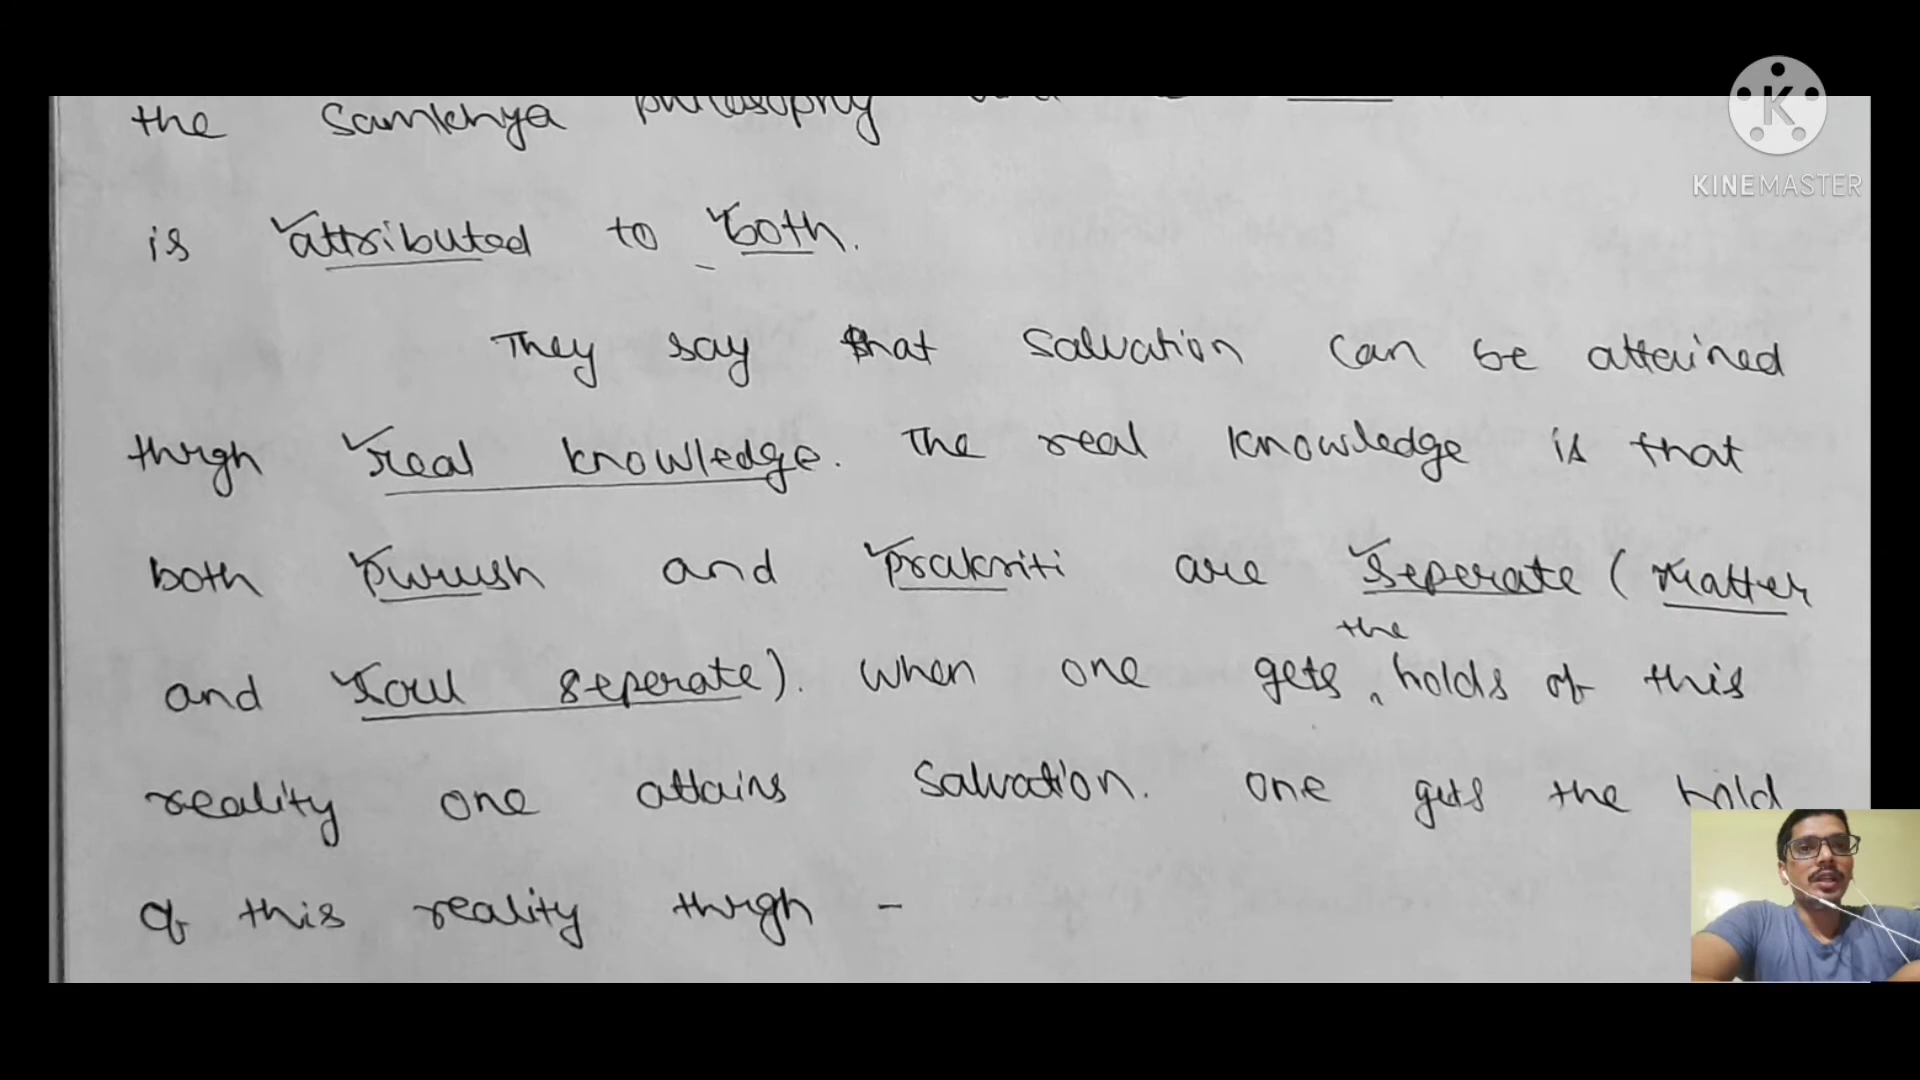 the Samkhya philosophy
K
KINEMASTER
is attributed to both.
They say that salvation can be attained
thrgh real knowledge. The real knowledge is that
both Purush and Prakriti are seperate (Matter
and soul seperate). When one gets the holds of this
reality one attains salvation. One gets the hold
of this reality thrgh -